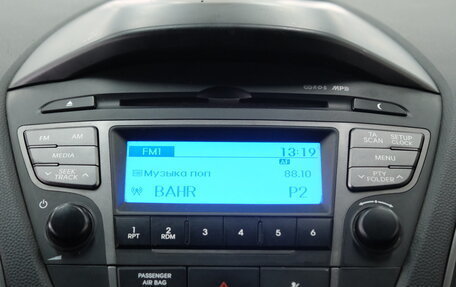 MP3
FM AM
MEDIA
SEEK
TRACK
FM1 13:19
AF
Музыка поп 88.10
BAHR P2
TA
SCAN
SETUP
CLOCK
MENU
PTY
FOLDER
1
RPT
2
RDM
3 4 5 6
PASSENGER
AIR BAG